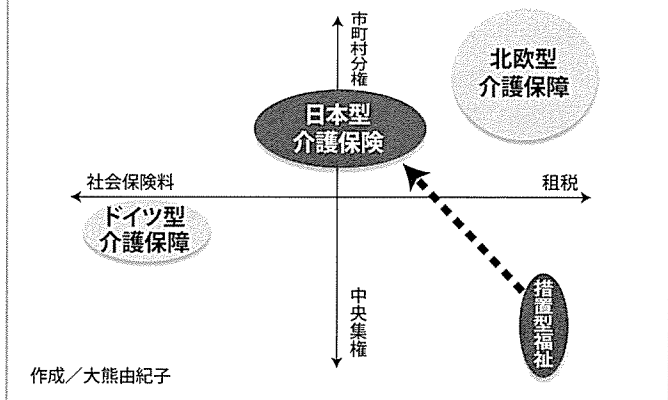 市町村分権
北欧型
介護保障
日本型
介護保険
社会保険料
租税
ドイツ型
介護保障
中央集権
措置型福祉
作成／大熊由紀子